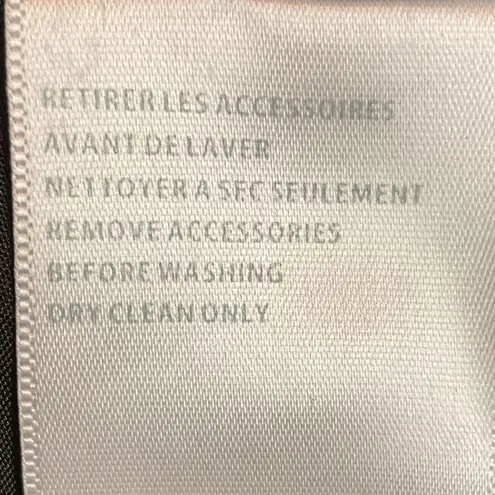 RETIRER LES ACCESSOIRES
AVANT DE LAVER
NETTOYER A SEC SEULEMENT
REMOVE ACCESSORIES
BEFORE WASHING
DRY CLEAN ONLY